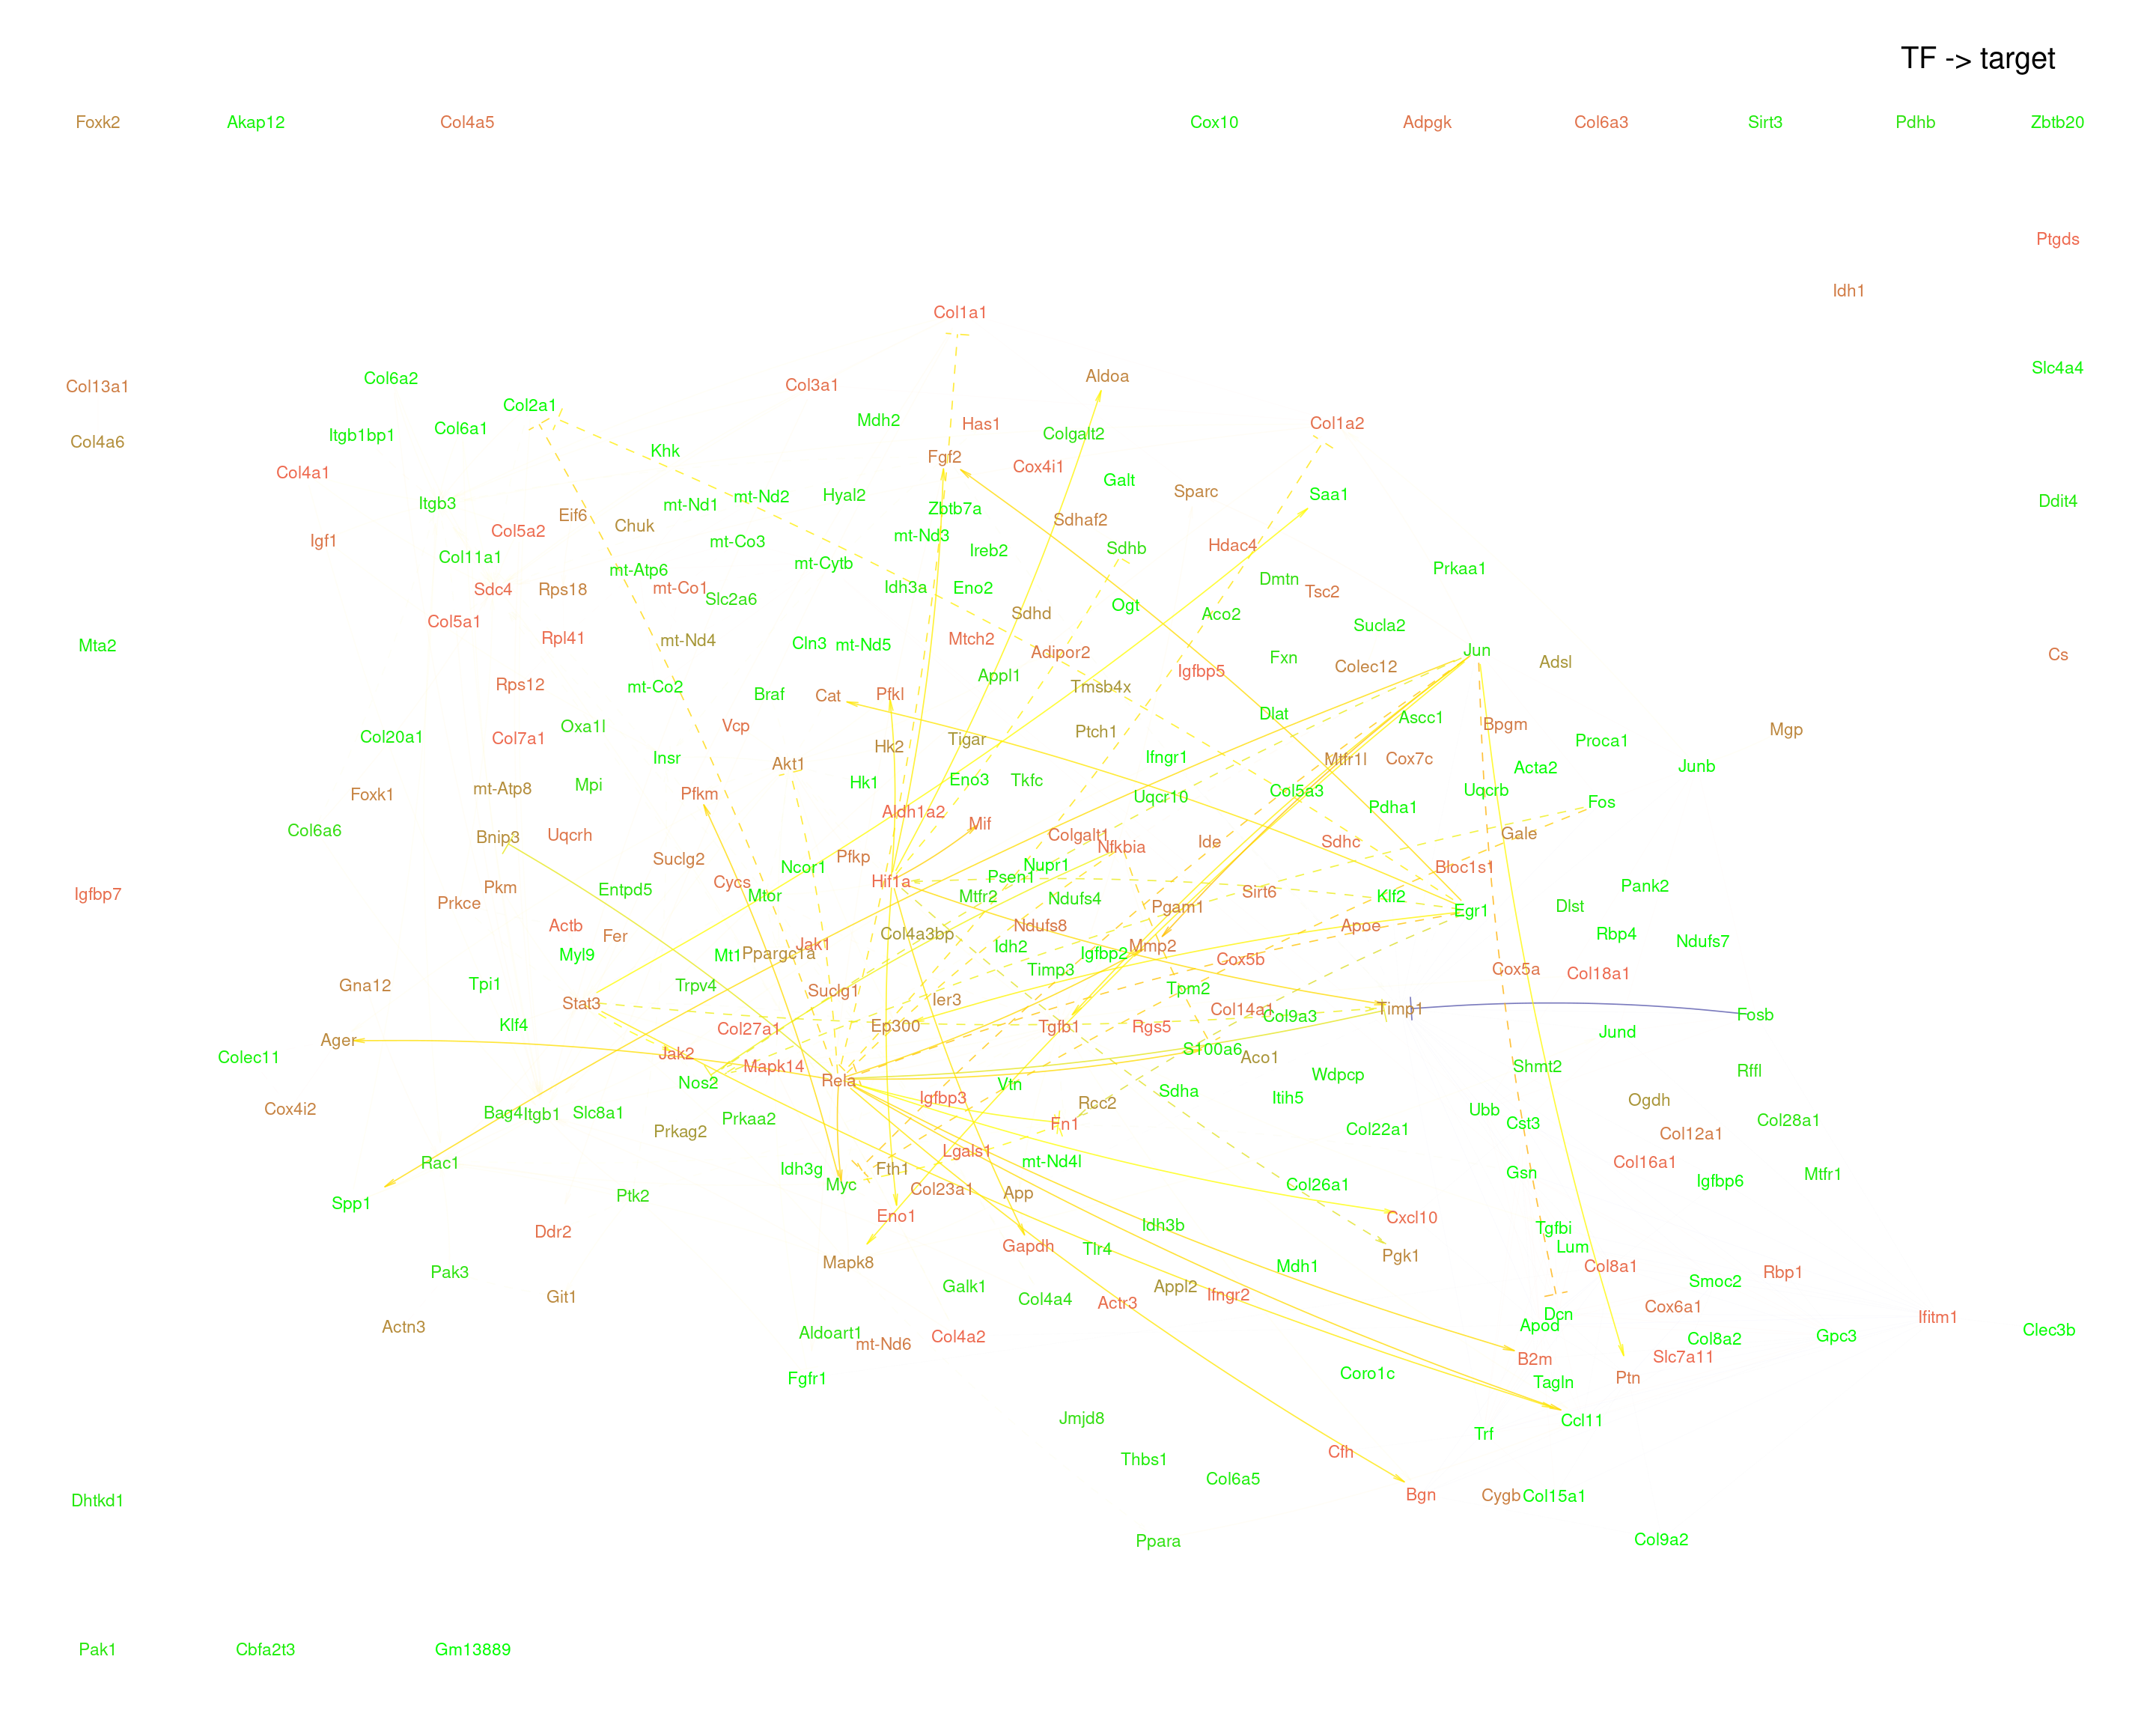 TF -> target
Foxk2 Akap12 Col4a5 Cox10 Adpgk Col6a3 Sirt3 Pdhb Zbtb20
Ptgds
Idh1
Col1a1
Slc4a4
Col13a1 Col6a2 Col3a1 Aldoa
Col2a1
Mdh2 Has1 Col1a2
Col4a6 Itgb1bp1 Col6a1 Colgalt2
Khk Fgf2 Cox4i1
Col4a1 Galt
Itgb3 mt-Nd1 mt-Nd2 Hyal2 Zbtb7a Sparc Saa1 Ddit4
Eif6 Chuk Sdhaf2
Igf1 Col5a2 mt-Co3 mt-Nd3 Ireb2 Sdhb Hdac4
Col11a1 mt-Atp6 mt-Cytb Prkaa1
Sdc4 Rps18 mt-Co1 Slc2a6 Idh3a Eno2 Dmtn Tsc2
Col5a1 Sdhd Ogt Aco2 Sucla2
Mta2 Rpl41 mt-Nd4 Cln3 mt-Nd5 Mtch2 Adipor2 Fxn Jun Cs
Rps12 mt-Co2 Braf Cat Pfkl Appl1 Tmsb4x Igfbp5 Colec12 Adsl
Col20a1 Col7a1 Oxa1l Vcp Hk2 Tigar Ptch1 Dlat Ascc1 Bpgm Mgp
Proca1
Foxk1 mt-Atp8 Mpi Insr Akt1 Hk1 Eno3 Tkfc Ifngr1 Mtfr1l Cox7c Acta2 Junb
Pfkm Uqcr10 Col5a3 Pdha1 Uqcrb Fos
Col6a6 Bnip3 Uqcrh Aldh1a2 Mif Colgalt1 Nfkbia Ide Sdhc Gale
Suclg2 Ncor1 Pfkp Nupr1 Psen1 Bloc1s1
Igfbp7 Prkce Pkm Entpd5 Cycs Mtor Hif1a Mtfr2 Ndufs4 Pgam1 Sirt6 Klf2 Egr1 Dlst Pank2
Actb Fer Jak1 Col4a3bp Ndufs8 Apoe Rbp4 Ndufs7
Myl9 Mt1 Ppargc1a Idh2 Igfbp2 Mmp2 Cox5b
Gna12 Tpi1 Trpv4 Suclg1 Timp3 Tpm2 Cox5a Col18a1
Stat3 Ier3 Col14a1 Timp1 Fosb
Ager Klf4 Col27a1 Ep300 Tgfb1 Rgs5 Col9a3 Jund
Colec11 Jak2 Mapk14 S100a6 Aco1 Shmt2 Rffl
Nos2 Rela Vtn Sdha Wdpcp
Cox4i2 Bag4 Itgb1 Slc8a1 Prkaa2 Igfbp3 Rcc2 Itih5 Ubb Ogdh
Prkag2 Fn1 Col22a1 Cst3 Col12a1 Col28a1
Rac1 Idh3g Fth1 Lgals1 mt-Nd4l Gsn Col16a1 Mtfr1
Spp1 Ptk2 Myc Col23a1 App Col26a1 Igfbp6
Ddr2 Eno1 Idh3b Cxcl10 Tgfbi
Pak3 Mapk8 Gapdh Tlr4 Mdh1 Pgk1 Lum Col8a1 Smoc2 Rbp1
Git1 Galk1 Col4a4 Actr3 Appl2 Ifngr2
Actn3 Aldoart1 mt-Nd6 Col4a2 Apod Dcn Cox6a1 Col8a2 Gpc3 Ifitm1 Clec3b
Fgfr1 Coro1c B2m Tagln Ptn Slc7a11
Jmjd8 Trf Ccl11
Thbs1 Col6a5 Cfh
Dhtkd1 Bgn Cygb Col15a1
Ppara Col9a2
Pak1 Cbfa2t3 Gm13889